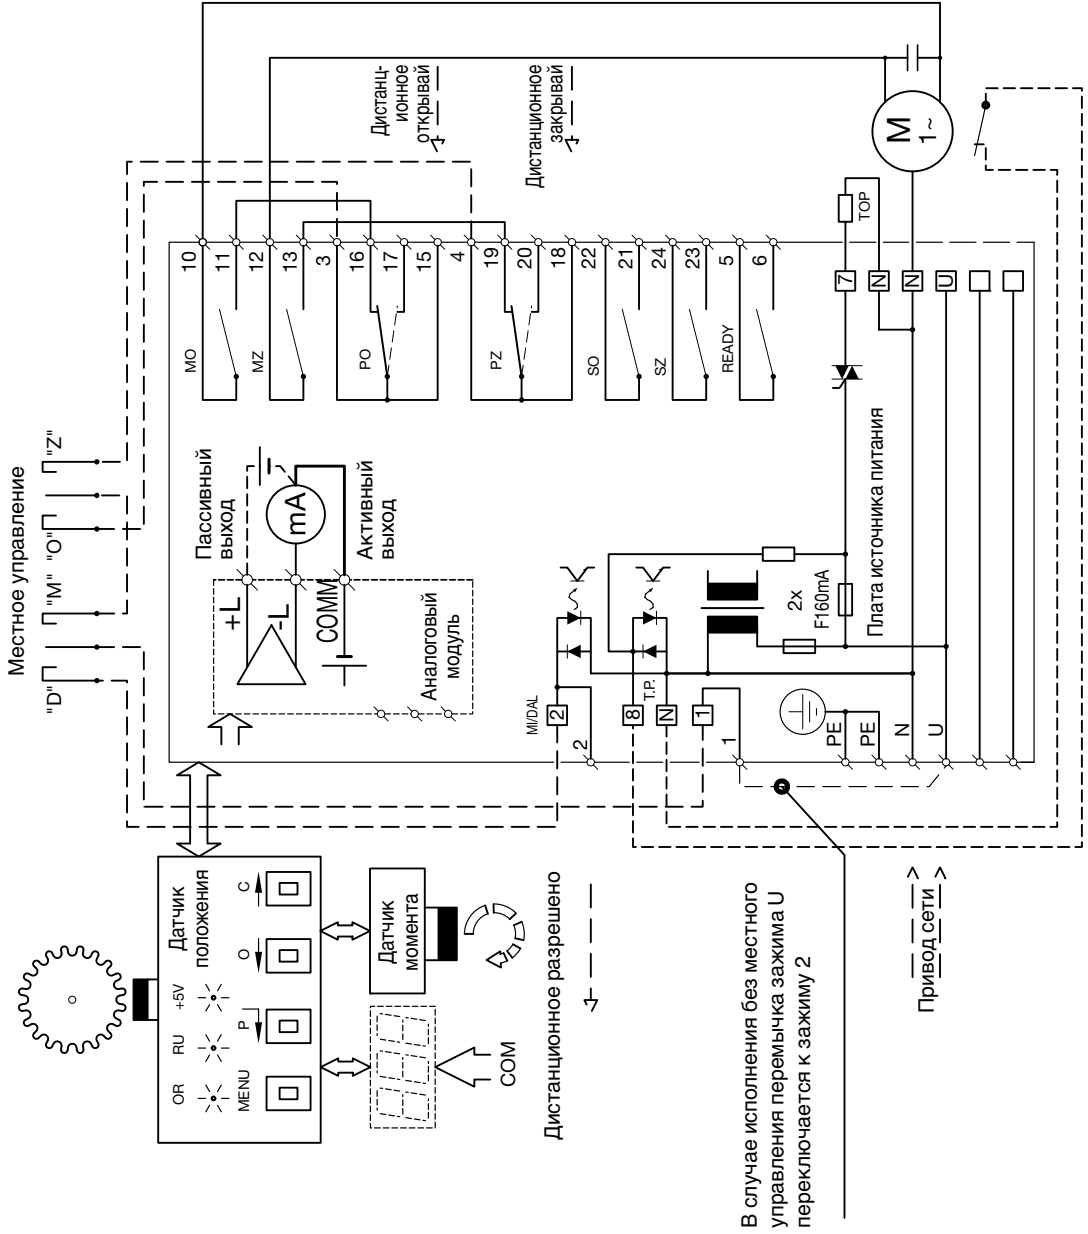 Местное управление
"D"
"M"
"O"
"Z"
Дистанц-
ионное
открывай
Дистанционное
закрывай
M
1~
TOP
10
11
12
13
3
16
17
15
4
19
20
18
22
21
24
23
5
6
MO
MZ
PO
PZ
SO
SZ
READY
7
N
N
U
Пассивный
выход
mA
Активный
выход
+L
-L
COMM
Аналоговый
модуль
MI/DAL
2
2
8
T.P.
N
1
1
2x
F160mA
Плата источника питания
PE
PE
N
U
Датчик
положения
OR
RU
+5V
MENU
P
O
C
Датчик
момента
COM
Дистанционное разрешено
Привод сети
В случае исполнения без местного
управления перемычка зажима U
переключается к зажиму 2